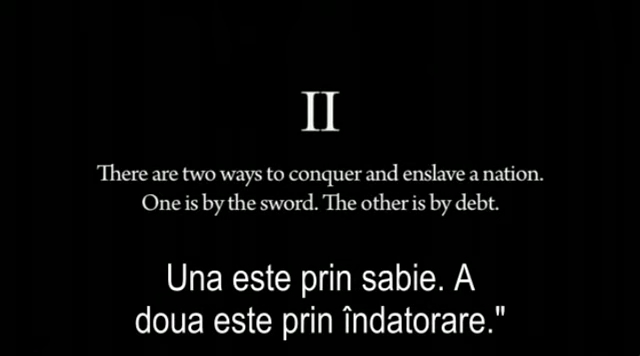 II
There are two ways to conquer and enslave a nation.
One is by the sword. The other is by debt.
Una este prin sabie. A
doua este prin îndatorare."